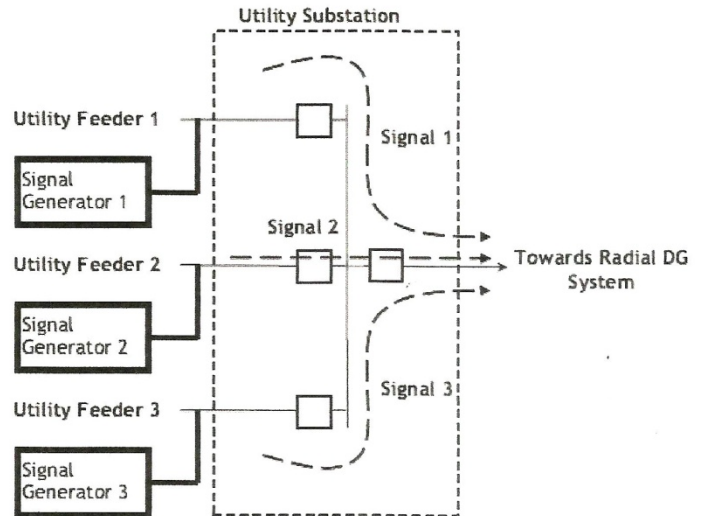 Utility Substation
Utility Feeder 1
Signal 1
Signal
Generator 1
Signal 2
Utility Feeder 2
Towards Radial DG
System
Signal
Generator 2
Signal 3
Utility Feeder 3
Signal
Generator 3